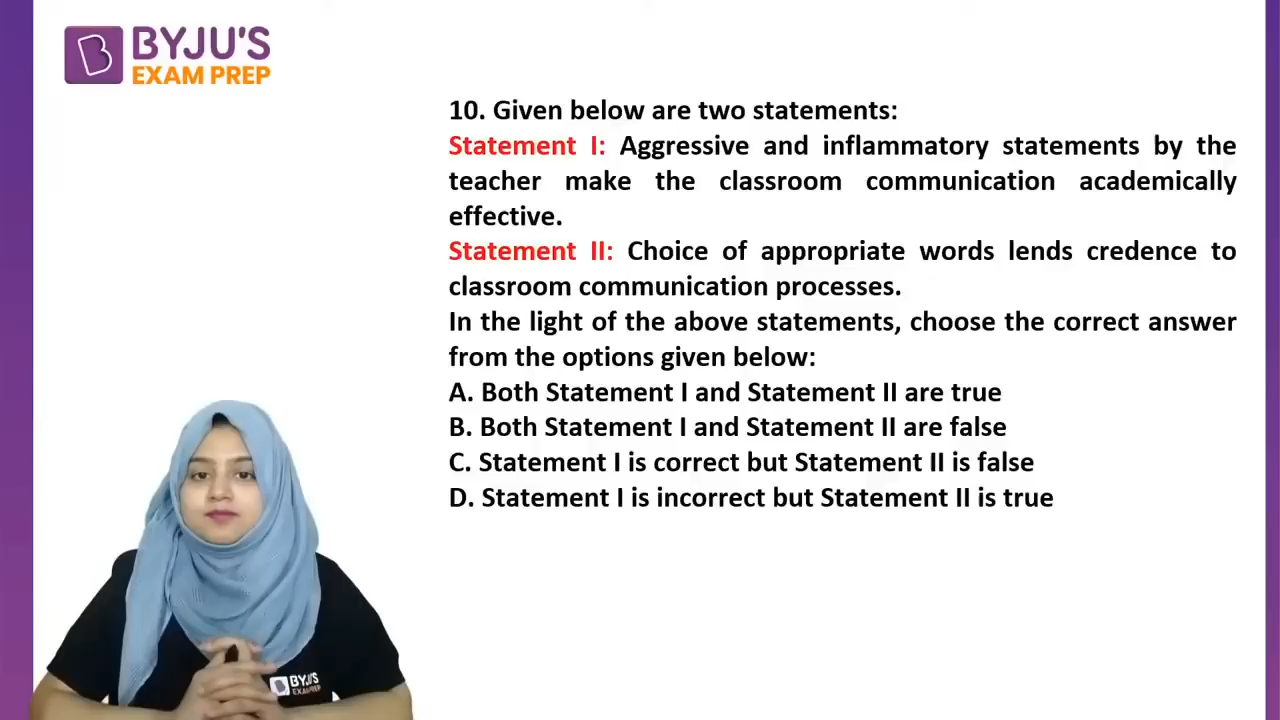 BYJU'S
EXAM PREP
10. Given below are two statements:
Statement I: Aggressive and inflammatory statements by the
teacher make the classroom communication academically
effective.
Statement II: Choice of appropriate words lends credence to
classroom communication processes.
In the light of the above statements, choose the correct answer
from the options given below:
A. Both Statement I and Statement II are true
B. Both Statement I and Statement II are false
C. Statement I is correct but Statement II is false
D. Statement I is incorrect but Statement II is true
BYJU'S
EXAM PREP